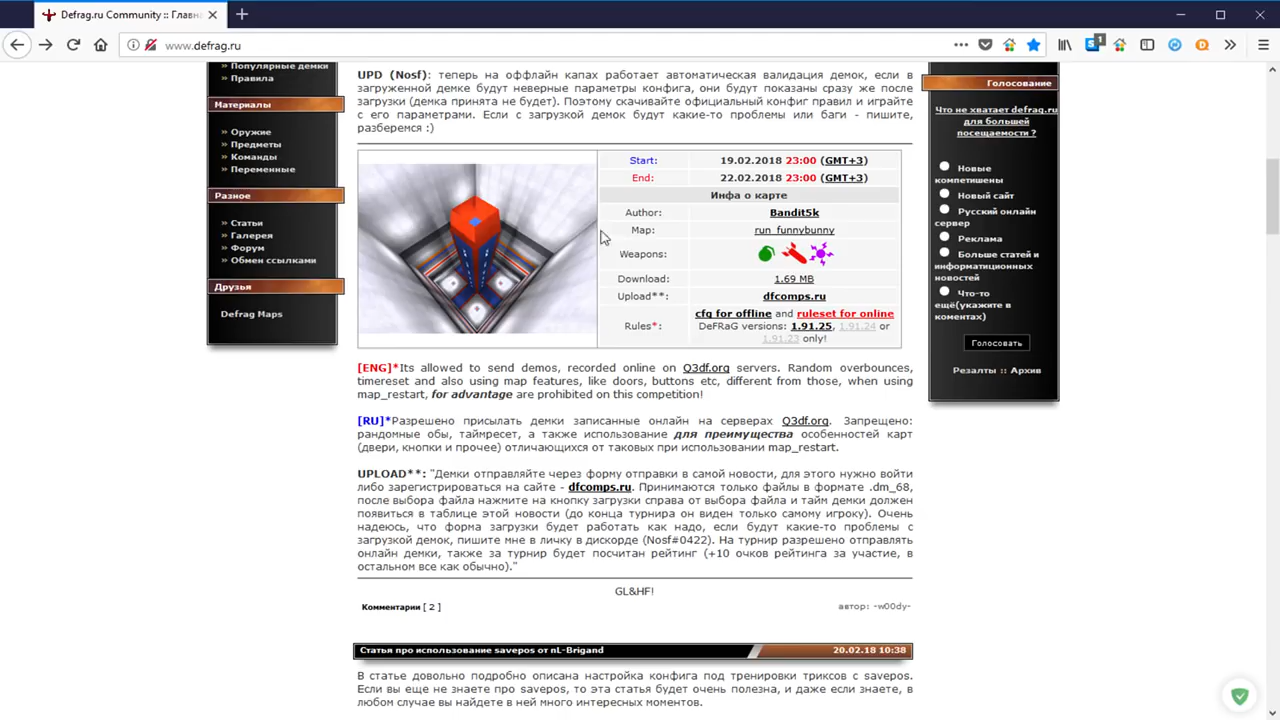 Defrag.ru Community :: Главна
www.defrag.ru
1
» Популярные демки
» Правила
Материалы
» Оружие
» Предметы
» Команды
» Переменные
Разное
» Статьи
» Галерея
» Форум
» Обмен ссылками
Друзья
Defrag Maps
UPD (Nosf): теперь на оффлайн капах работает автоматическая валидация демок, если в
загруженной демке будут неверные параметры конфига, они будут показаны сразу же после
загрузки (демка принята не будет). Поэтому скачивайте официальный конфиг правил и играйте
с его параметрами. Если с загрузкой демок будут какие-то проблемы или баги - пишите,
разберемся :)
Start: 19.02.2018 23:00 (GMT+3)
End: 22.02.2018 23:00 (GMT+3)
Инфа о карте
Author: Bandit5k
Map: run_funnybunny
Weapons:
Download: 1.69 MB
Upload**: dfcomps.ru
Rules*: cfg for offline and ruleset for online
DeFRaG versions: 1.91.25, 1.91.24 or
1.91.23 only!
[ENG]*Its allowed to send demos, recorded online on Q3df.org servers. Random overbounces,
timereset and also using map features, like doors, buttons etc, different from those, when using
map_restart, for advantage are prohibited on this competition!
[RU]*Разрешено присылать демки записанные онлайн на серверах Q3df.org. Запрещено:
рандомные обы, таймресет, а также использование для преимущества особенностей карт
(двери, кнопки и прочее) отличающихся от таковых при использовании map_restart.
UPLOAD**: "Демки отправляйте через форму отправки в самой новости, для этого нужно войти
либо зарегистрироваться на сайте - dfcomps.ru. Принимаются только файлы в формате .dm_68,
после выбора файла нажмите на кнопку загрузки справа от выбора файла и тайм демки должен
появиться в таблице этой новости (до конца турнира он виден только самому игроку). Очень
надеюсь, что форма загрузки будет работать как надо, если будут какие-то проблемы с
загрузкой демок, пишите мне в личку в дискорде (Nosf#0422). На турнир разрешено отправлять
онлайн демки, также за турнир будет посчитан рейтинг (+10 очков рейтинга за участие, в
остальном все как обычно)."
GL&HF!
Комментарии [ 2 ]
автор: -w00dy-
Статья про использование savepos от nL-Brigand
20.02.18 10:38
В статье довольно подробно описана настройка конфига под тренировки триксов с savepos.
Если вы еще не знаете про savepos, то эта статья будет очень полезна, и даже если знаете, в
любом случае вы найдете в ней много интересных моментов.
Голосование
Что не хватает defrag.ru
для большей
посещаемости ?
Новые
компетишены
Новый сайт
Русский онлайн
сервер
Реклама
Больше статей и
информатионных
новостей
Что-то
ещё(укажите в
коментах)
Голосовать
Резалты :: Архив